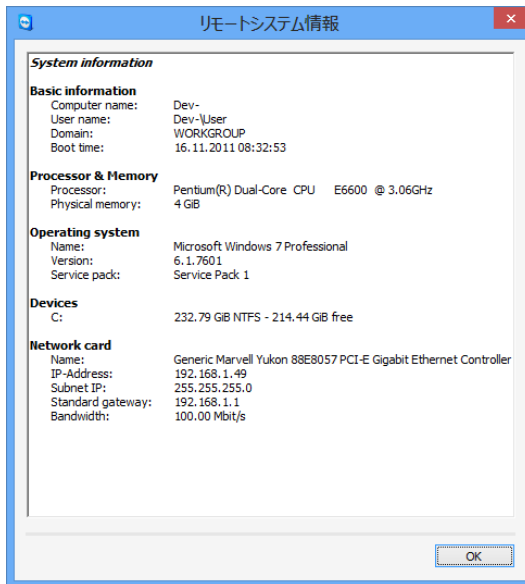 リモートシステム情報
System information
Basic information
Computer name: Dev-
User name: Dev-\User
Domain: WORKGROUP
Boot time: 16.11.2011 08:32:53
Processor & Memory
Processor: Pentium(R) Dual-Core CPU E6600 @ 3.06GHz
Physical memory: 4 GiB
Operating system
Name: Microsoft Windows 7 Professional
Version: 6.1.7601
Service pack: Service Pack 1
Devices
C: 232.79 GiB NTFS - 214.44 GiB free
Network card
Name: Generic Marvell Yukon 88E8057 PCI-E Gigabit Ethernet Controller
IP-Address: 192.168.1.49
Subnet IP: 255.255.255.0
Standard gateway: 192.168.1.1
Bandwidth: 100.00 Mbit/s
OK